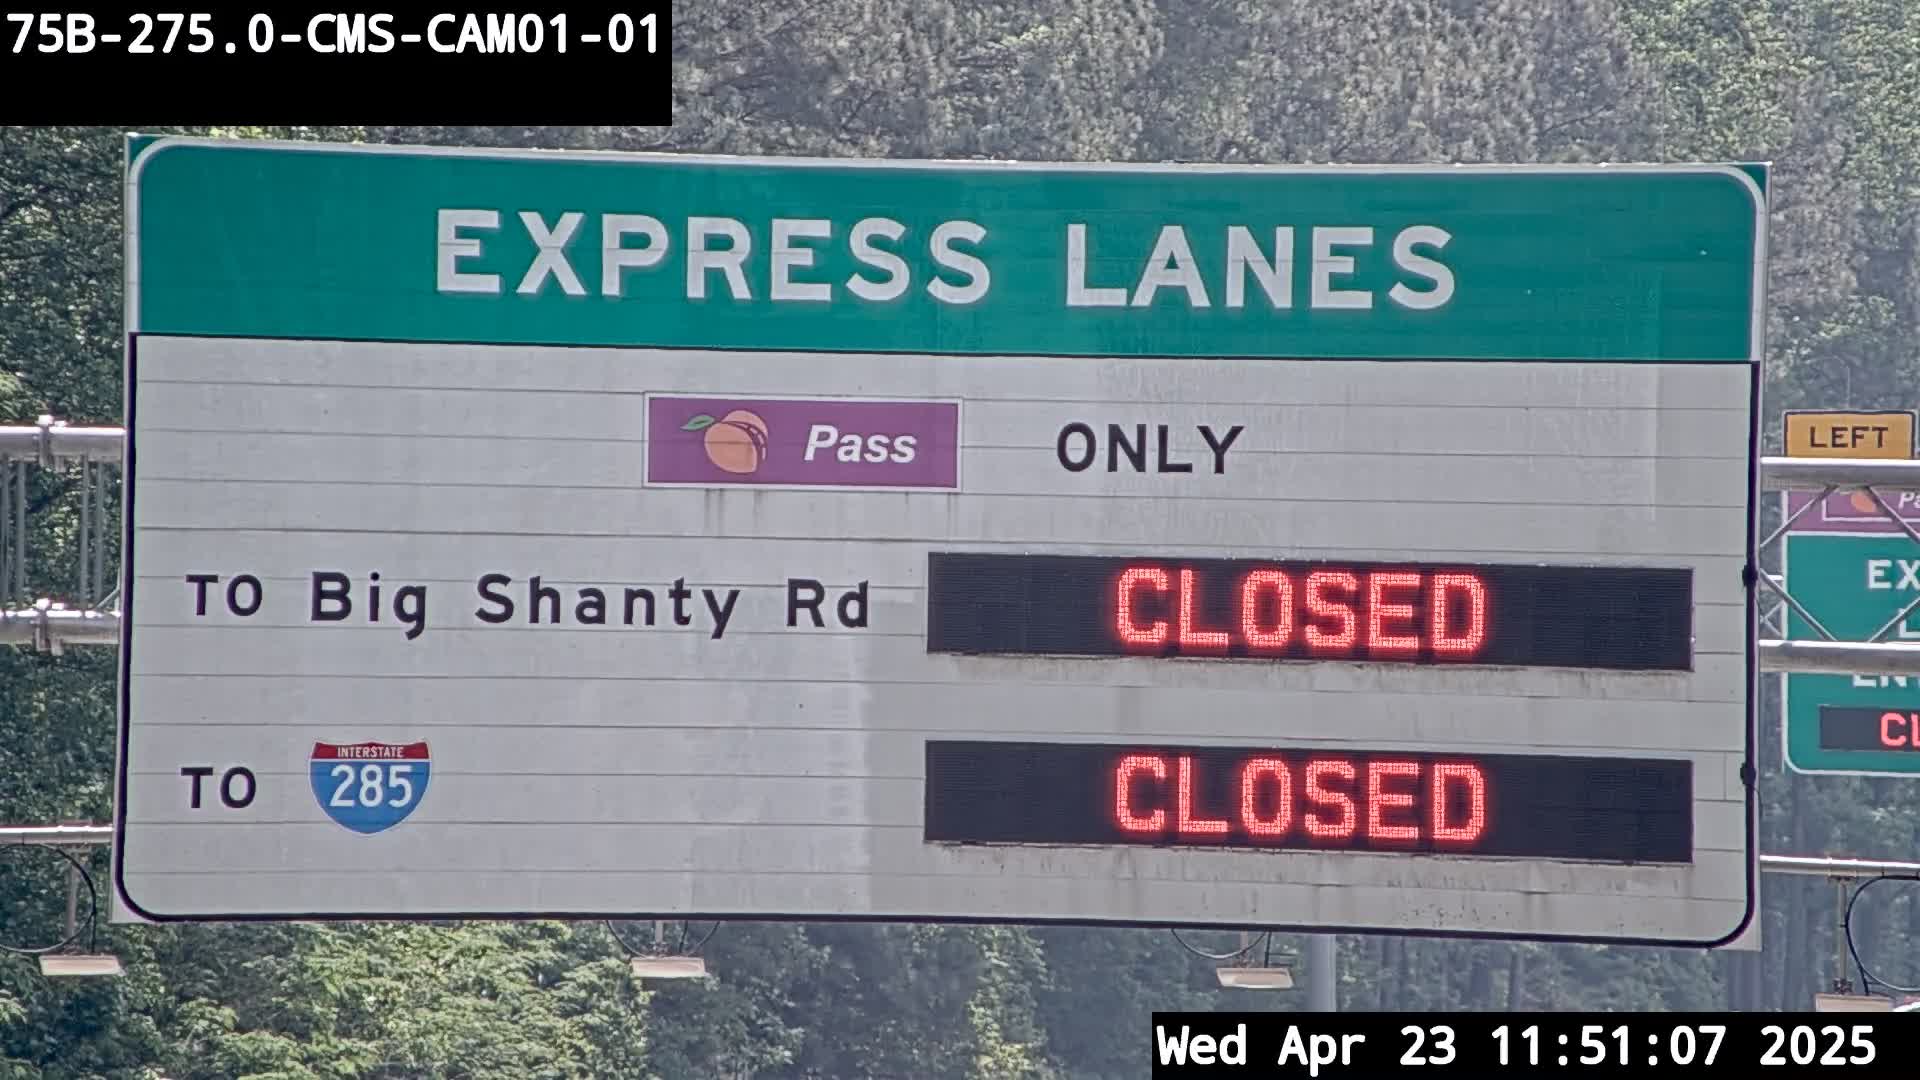 75B-275.0-CMS-CAM01-01
EXPRESS LANES
Pass ONLY
TO Big Shanty Rd CLOSED
INTERSTATE
TO 285 CLOSED
LEFT
EX
Wed Apr 23 11:51:07 2025